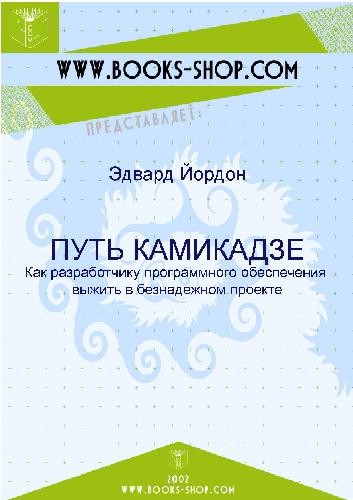 WWW.BOOKS-SHOP.COM
ПРЕДСТАВЛЯЕТ:
Эдвард Йордон
ПУТЬ КАМИКАДЗЕ
Как разработчику программного обеспечения
выжить в безнадежном проекте
2002
WWW.BOOKS-SHOP.COM